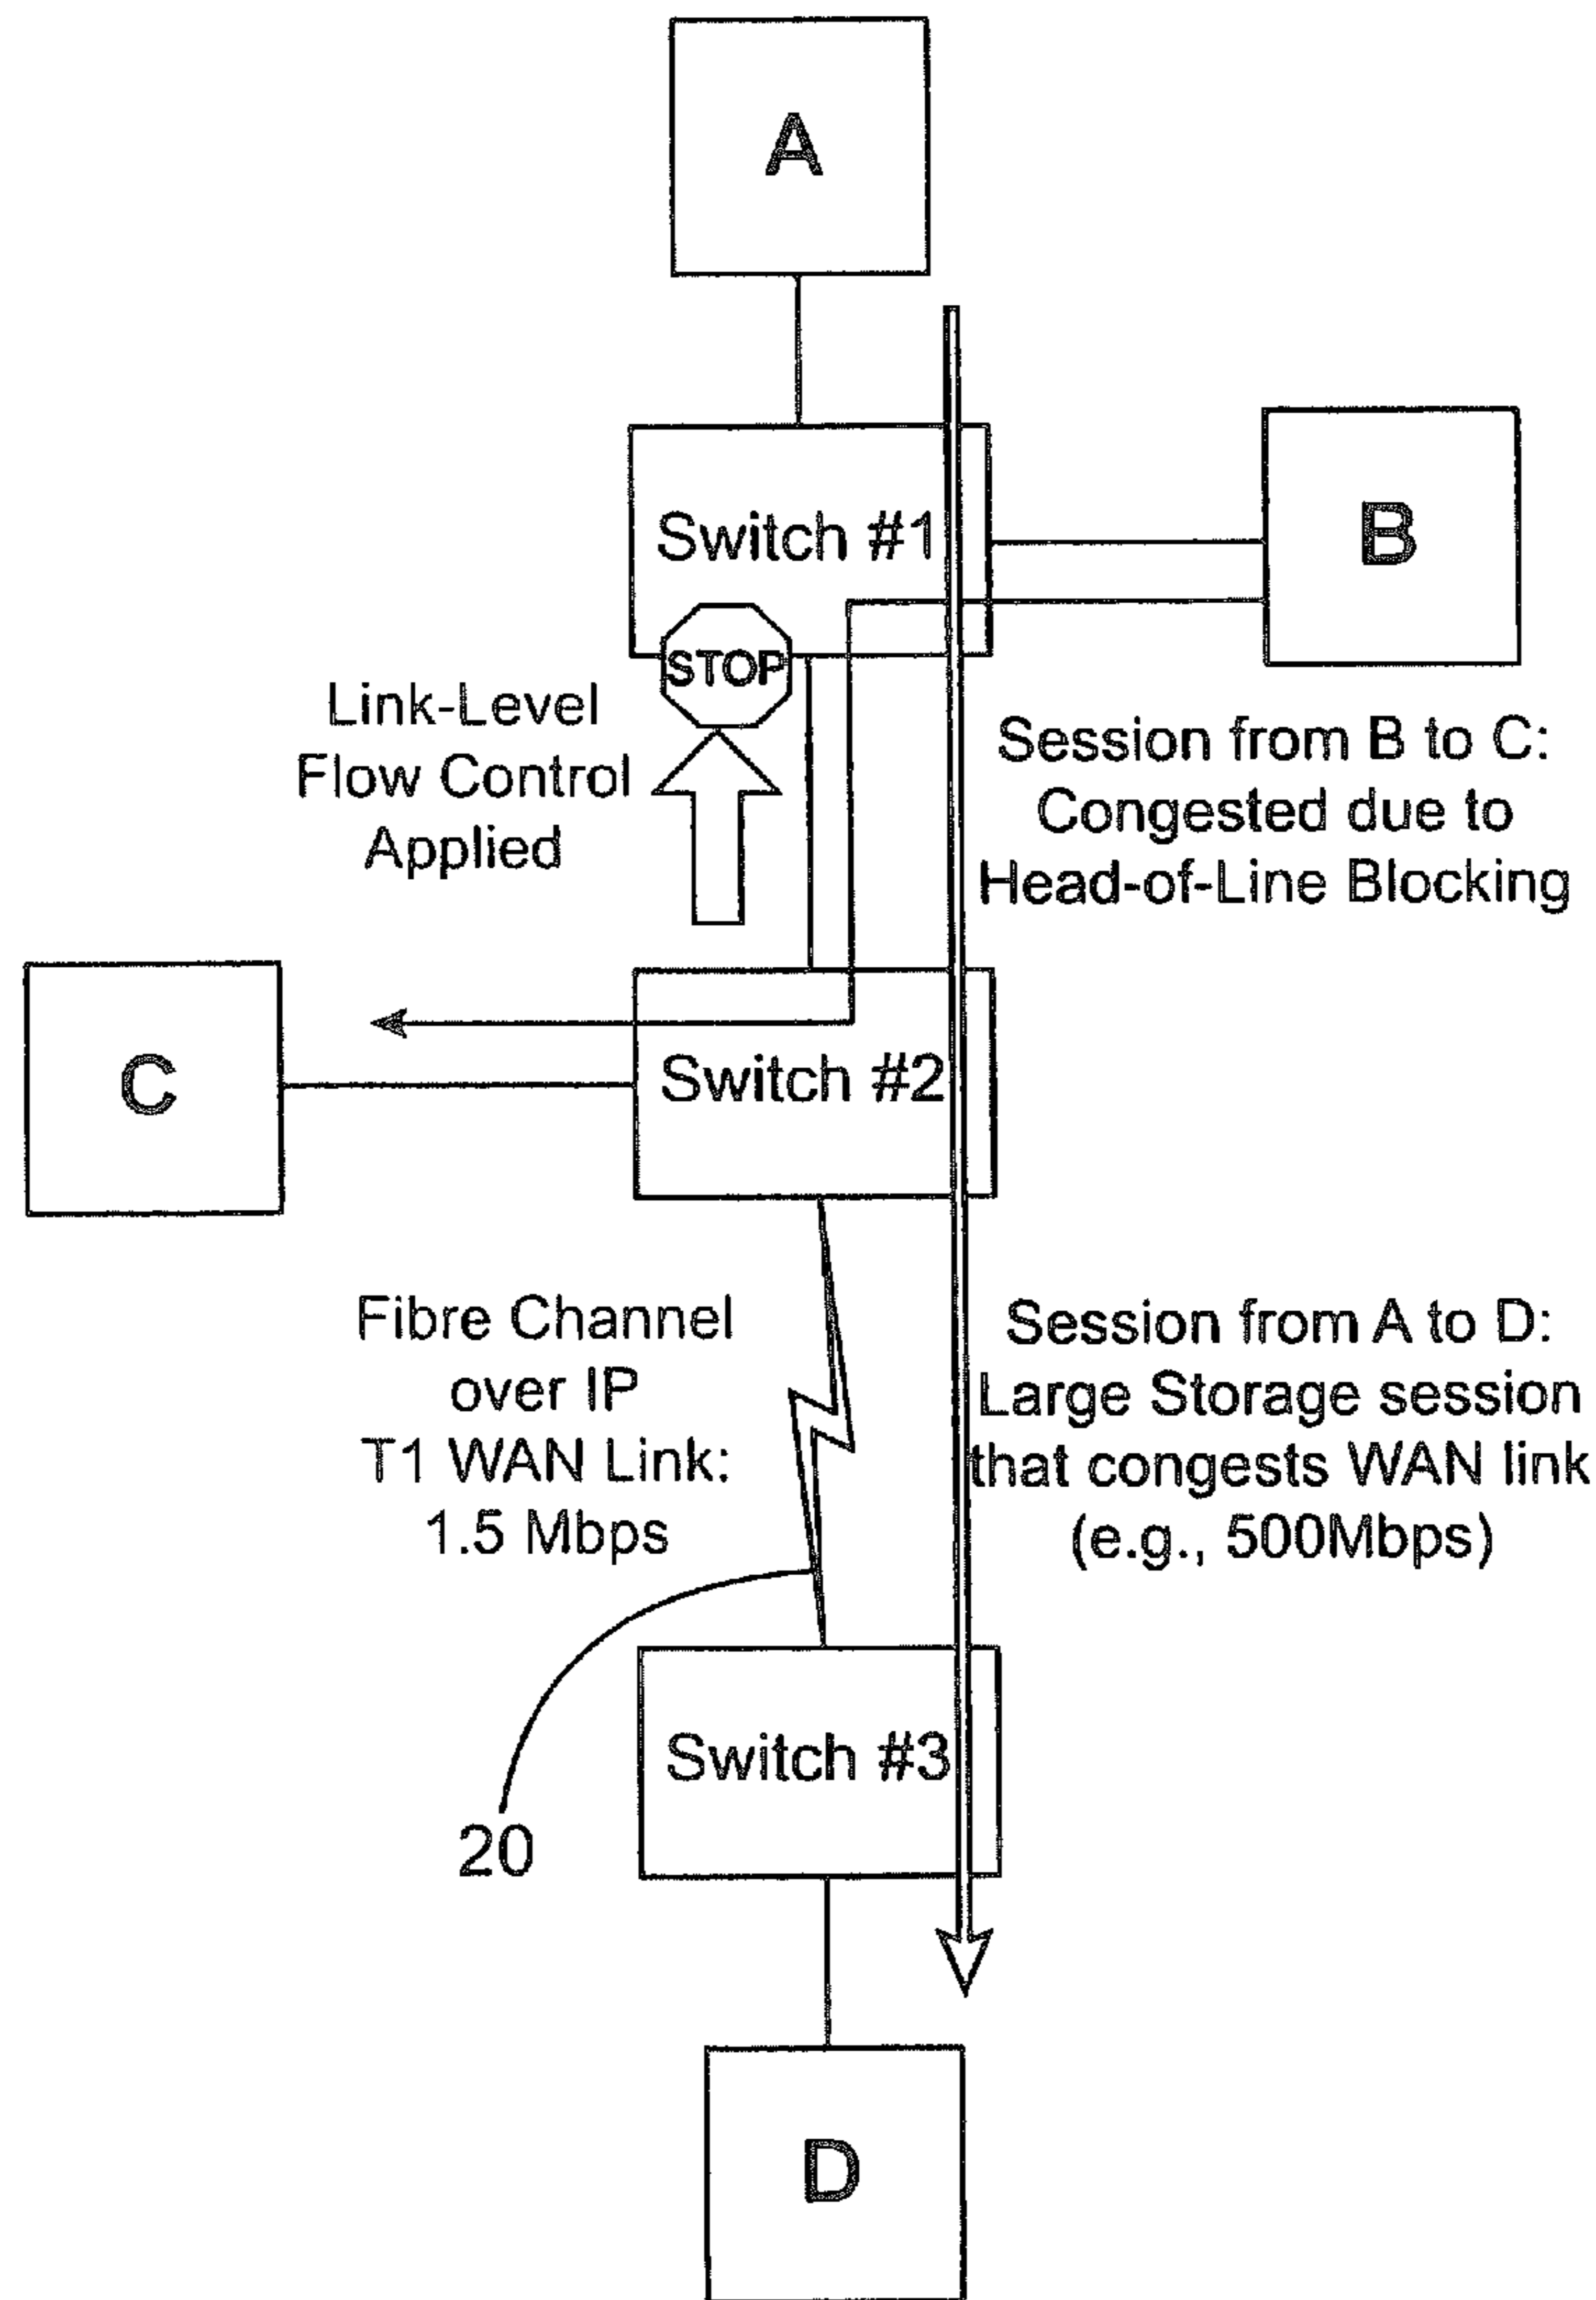 A
Switch #1
B
STOP
Link-Level
Flow Control
Applied
Session from B to C:
Congested due to
Head-of-Line Blocking
C
Switch #2
Fibre Channel
over IP
T1 WAN Link:
1.5 Mbps
Session from A to D:
Large Storage session
that congests WAN link
(e.g., 500Mbps)
Switch #3
20
D